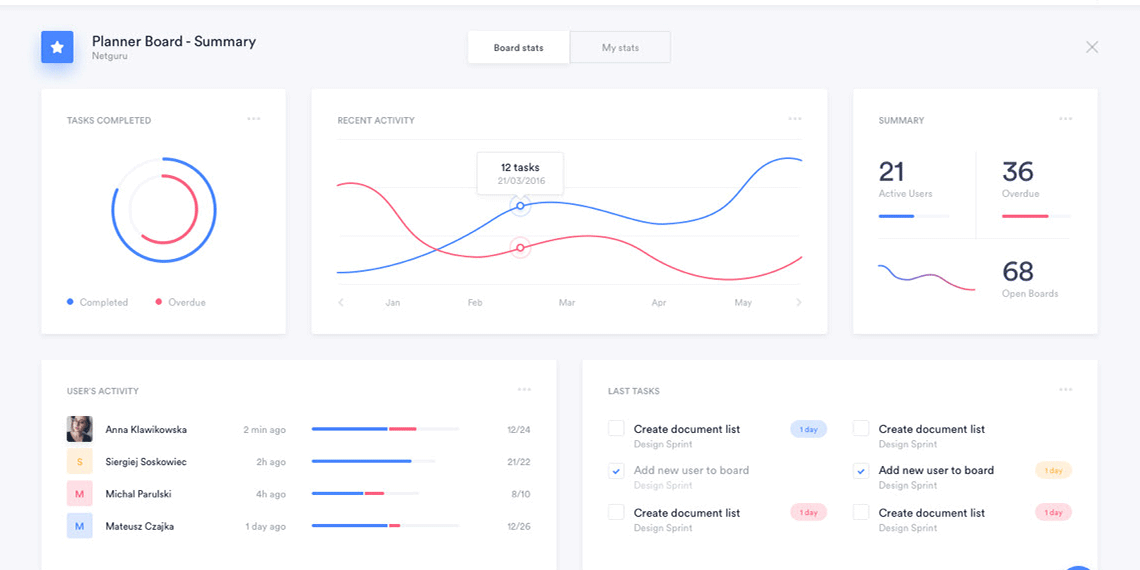 Planner Board - Summary
Netguru
Board stats
My stats
TASKS COMPLETED
Completed
Overdue
RECENT ACTIVITY
12 tasks
21/03/2016
Jan Feb Mar Apr May
SUMMARY
21
Active Users
36
Overdue
68
Open Boards
USER'S ACTIVITY
Anna Klawikowska 2 min ago 12/24
S Siergiej Soskowiec 2h ago 21/22
M Michal Parulski 4h ago 8/10
M Mateusz Czajka 1 day ago 12/26
LAST TASKS
Create document list 1 day
Design Sprint
Add new user to board
Design Sprint
Create document list 1 day
Design Sprint
Create document list
Design Sprint
Add new user to board 1 day
Design Sprint
Create document list 1 day
Design Sprint